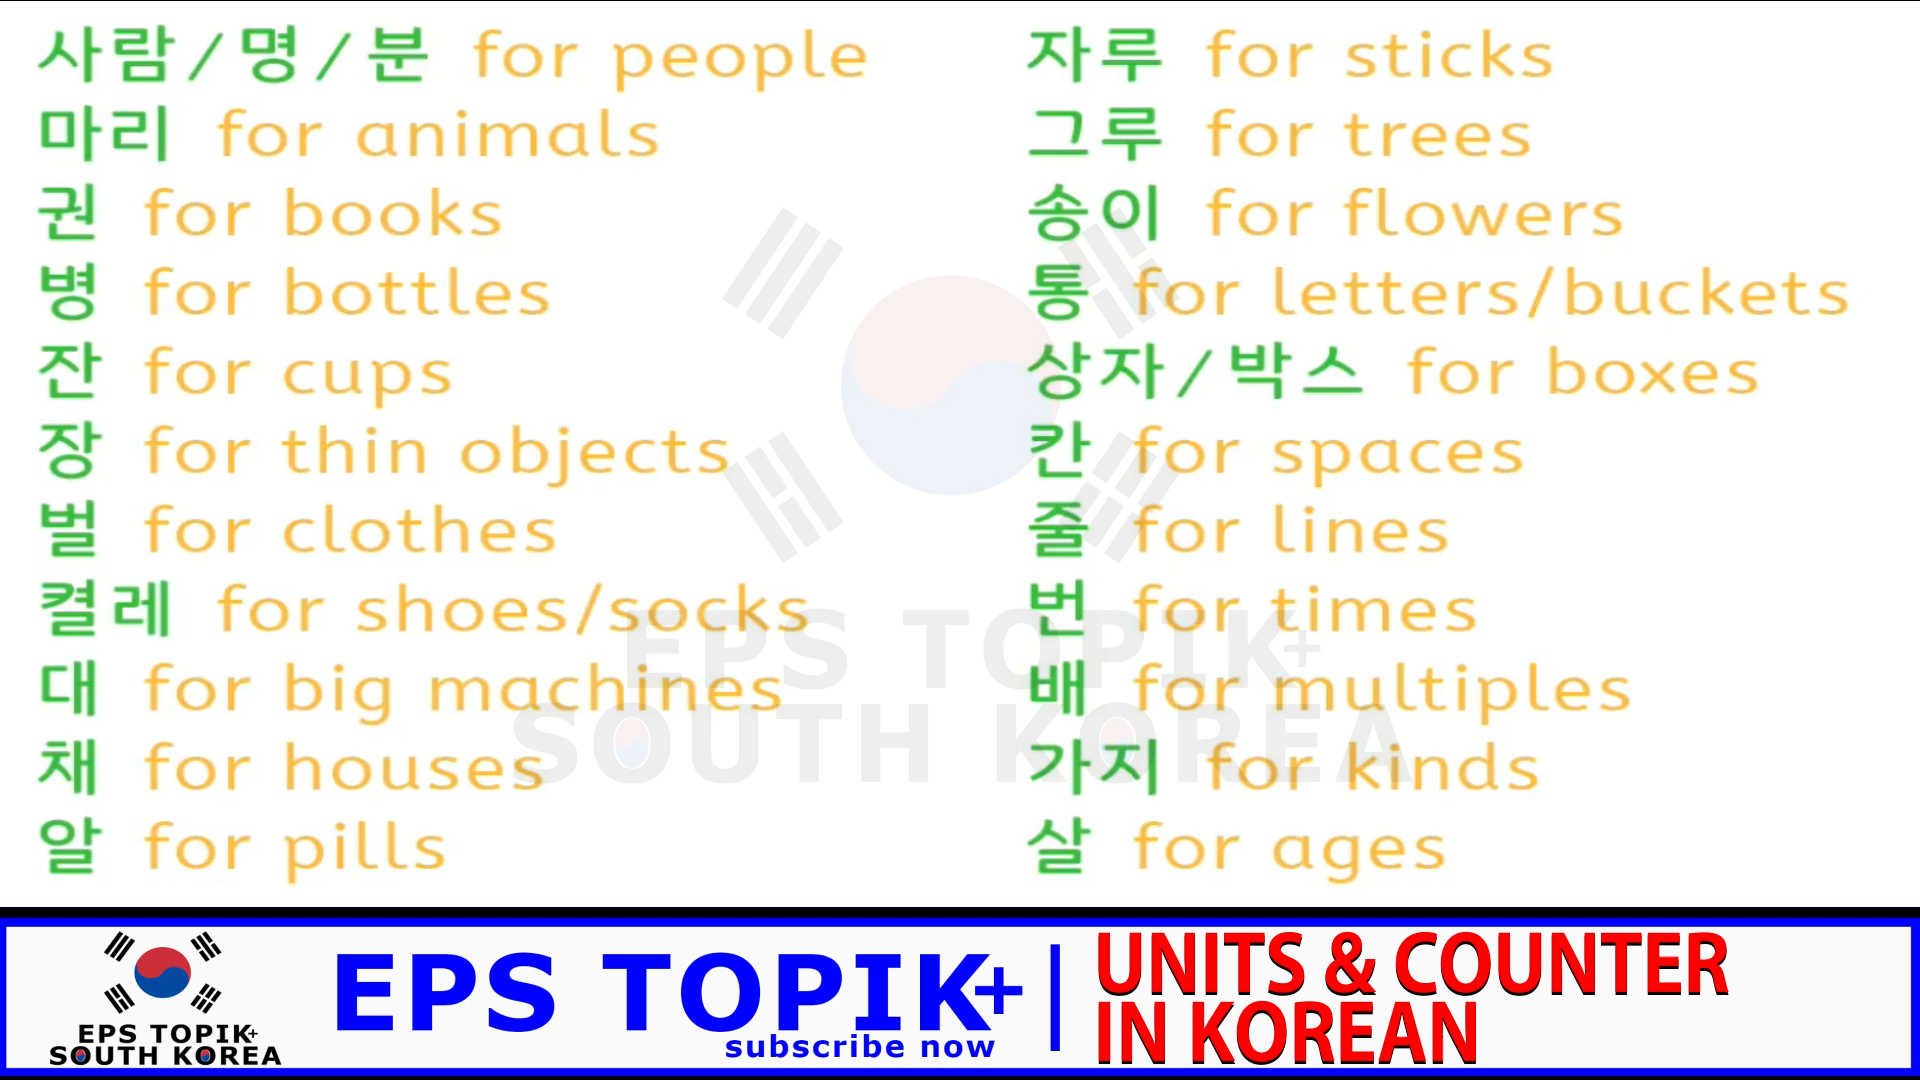 사람/명/분 for people
마리 for animals
권 for books
병 for bottles
잔 for cups
장 for thin objects
벌 for clothes
켤레 for shoes/socks
대 for big machines
채 for houses
알 for pills
자루 for sticks
그루 for trees
송이 for flowers
통 for letters/buckets
상자/박스 for boxes
칸 for spaces
줄 for lines
번 for times
배 for multiples
가지 for kinds
살 for ages
EPS TOPIK+
SOUTH KOREA
EPS TOPIK+
SOUTH KOREA
EPS TOPIK+
subscribe now
UNITS & COUNTER
IN KOREAN